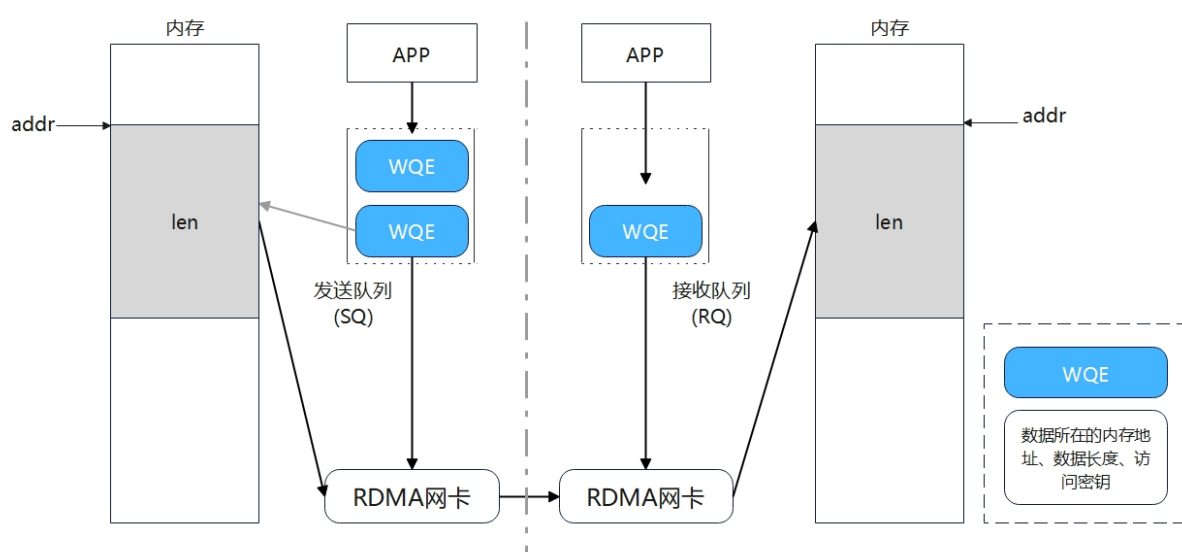 内存
APP
APP
内存
addr
addr
WQE
WQE
WQE
len
len
发送队列
(SQ)
接收队列
(RQ)
WQE
数据所在的内存地
址、数据长度、访
问密钥
RDMA网卡
RDMA网卡